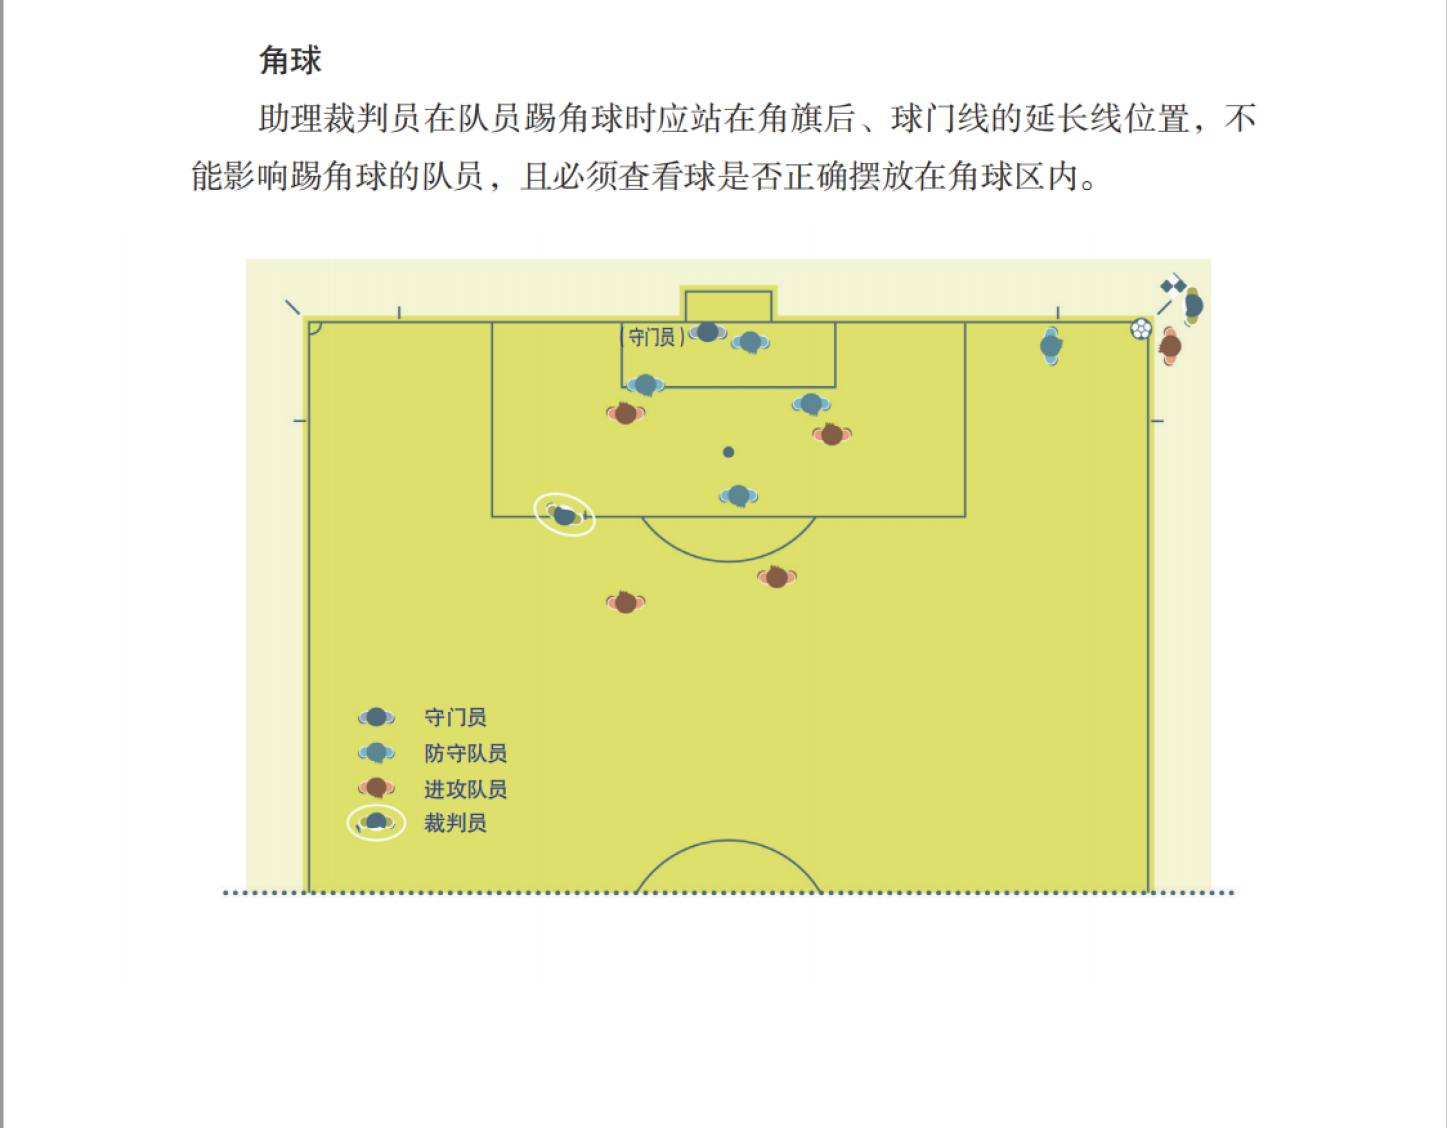 角球
助理裁判员在队员踢角球时应站在角旗后、球门线的延长线位置，不
能影响踢角球的队员，且必须查看球是否正确摆放在角球区内。
(守门员)
守门员
防守队员
进攻队员
裁判员